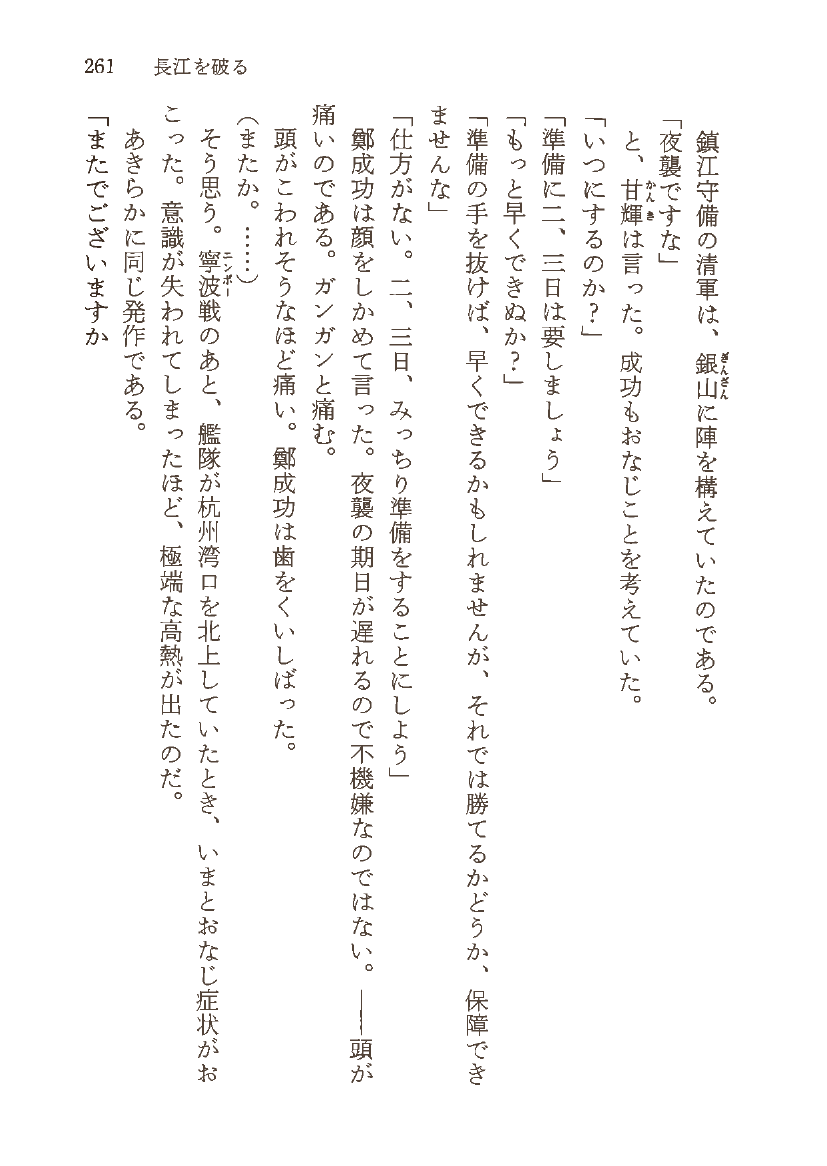 261 長江を破る
鎮江守備の清軍は、銀山に陣を構えていたのである。
「夜襲ですな」
と、甘輝は言った。成功もおなじことを考えていた。
「いつにするのか？」
「準備に二、三日は要しましょう」
「もっと早くできぬか？」
「準備の手を抜けば、早くできるかもしれませんが、それでは勝てるかどうか、保障でき
ませんな」
「仕方がない。二、三日、みっちり準備をすることにしよう」
鄭成功は顔をしかめて言った。夜襲の期日が遅れるので不機嫌なのではない。――頭が
痛いのである。ガンガンと痛む。
頭がこわれそうなほど痛い。鄭成功は歯をくいしばった。
（またか。……）
そう思う。寧波戦のあと、艦隊が杭州湾口を北上していたとき、いまとおなじ症状がお
こった。意識が失われてしまったほど、極端な高熱が出たのだ。
あきらかに同じ発作である。
「またでございますか